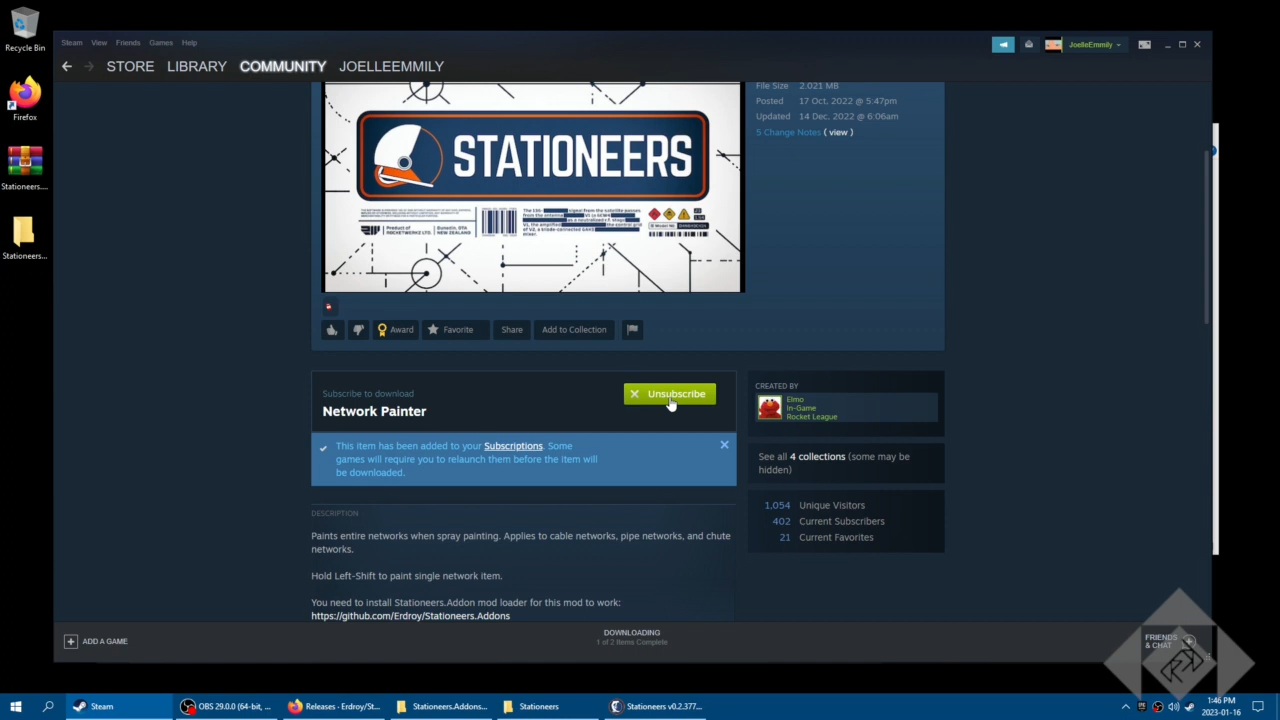 Recycle Bin
Firefox
Stationeers....
Stationeers...
Steam View Friends Games Help
JoelleEmmily
STORE LIBRARY COMMUNITY JOELLEEMMILY
File Size 2.021 MB
Posted 17 Oct, 2022 @ 5:47pm
Updated 14 Dec, 2022 @ 6:06am
5 Change Notes ( view )
STATIONEERS
Product of
ROCKETWERKZ LTD.
Dunedin, OTA
NEW ZEALAND
Award Favorite Share Add to Collection
Subscribe to download
Network Painter
Unsubscribe
This item has been added to your Subscriptions. Some
games will require you to relaunch them before the item will
be downloaded.
CREATED BY
Elmo
In-Game
Rocket League
See all 4 collections (some may be
hidden)
1,054 Unique Visitors
402 Current Subscribers
21 Current Favorites
DESCRIPTION
Paints entire networks when spray painting. Applies to cable networks, pipe networks, and chute
networks.
Hold Left-Shift to paint single network item.
You need to install Stationeers.Addon mod loader for this mod to work:
https://github.com/Erdroy/Stationeers.Addons
ADD A GAME
DOWNLOADING
1 of 2 Items Complete
FRIENDS
& CHAT
Steam
OBS 29.0.0 (64-bit, ...
Releases - Erdroy/St...
Stationeers.Addons...
Stationeers
Stationeers v0.2.377...
1:46 PM
2023-01-16